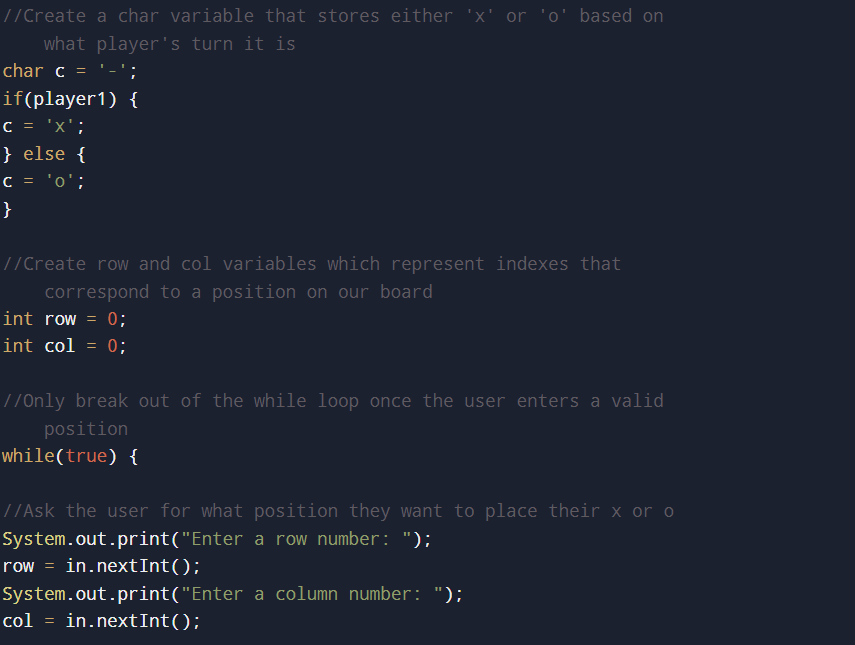 //Create a char variable that stores either 'x' or 'o' based on
what player's turn it is
char c = '-';
if(player1) {
c = 'x';
} else {
c = 'o';
}
//Create row and col variables which represent indexes that
correspond to a position on our board
int row = 0;
int col = 0;
//Only break out of the while loop once the user enters a valid
position
while(true) {
//Ask the user for what position they want to place their x or o
System.out.print("Enter a row number: ");
row = in.nextInt();
System.out.print("Enter a column number: ");
col = in.nextInt();